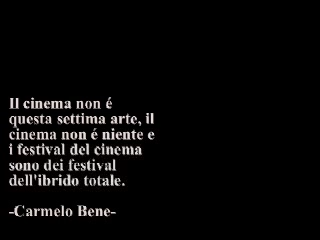 Il cinema non é
questa settima arte, il
cinema non é niente e
i festival del cinema
sono dei festival
dell'ibrido totale.
-Carmelo Bene-